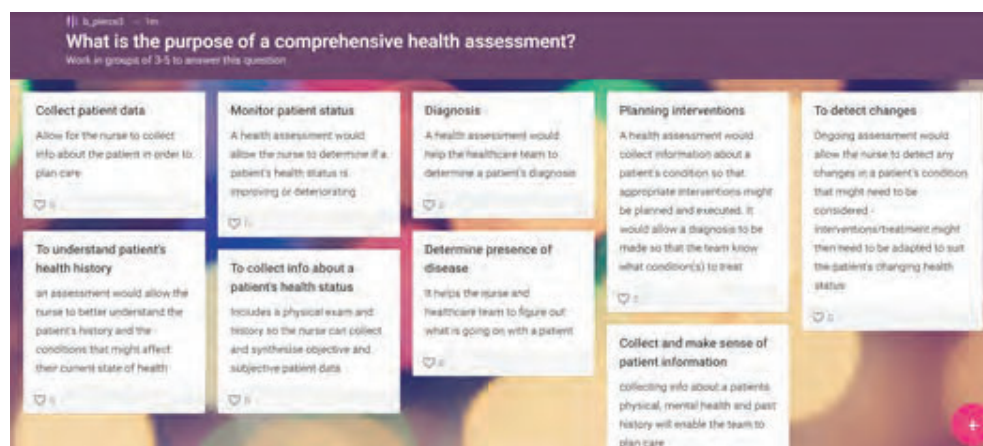 b_pierce3 – 1m
What is the purpose of a comprehensive health assessment?
Work in groups of 3-5 to answer this question
Collect patient data
Allow for the nurse to collect
info about the patient in order to
plan care
0
To understand patient's
health history
an assessment would allow the
nurse to better understand the
patient's history and the
conditions that might affect
their current state of health
0
Monitor patient status
A health assessment would
allow the nurse to determine if a
patient's health status is
improving or deteriorating
0
To collect info about a
patient's health status
Includes a physical exam and
history so the nurse can collect
and synthesise objective and
subjective patient data
0
Diagnosis
A health assessment would
help the healthcare team to
determine a patient's diagnosis
0
Determine presence of
disease
It helps the nurse and
healthcare team to figure out
what is going on with a patient
0
Planning interventions
A health assessment would
collect information about a
patient's condition so that
appropriate interventions might
be planned and executed. It
would allow a diagnosis to be
made so that the team know
what condition(s) to treat
0
Collect and make sense of
patient information
collecting info about a patients
physical, mental health and past
history will enable the team to
plan care
To detect changes
Ongoing assessment would
allow the nurse to detect any
changes in a patient's condition
that might need to be
considered -
interventions/treatment might
then need to be adapted to suit
the patient's changing health
status
0